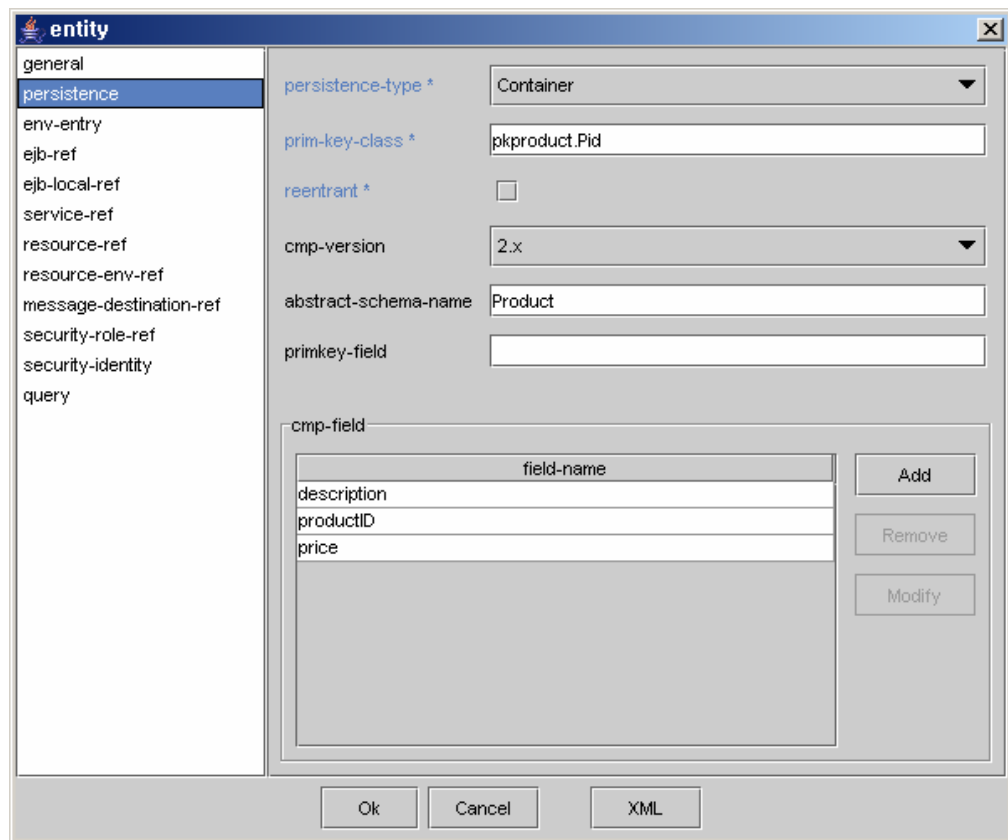 entity
general
persistence
env-entry
ejb-ref
ejb-local-ref
service-ref
resource-ref
resource-env-ref
message-destination-ref
security-role-ref
security-identity
query
persistence-type * Container
prim-key-class * pkproduct.Pid
reentrant *
cmp-version 2.x
abstract-schema-name Product
primkey-field
cmp-field
field-name
description
productID
price
Add
Remove
Modify
Ok Cancel XML